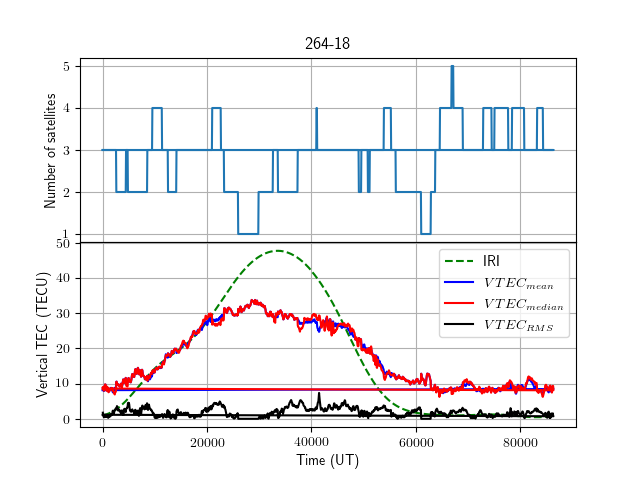 264-18
Number of satellites
5
4
3
2
1
Vertical TEC (TECU)
50
40
30
20
10
0
IRI
VTEC_mean
VTEC_median
VTEC_RMS
0 20000 40000 60000 80000
Time (UT)